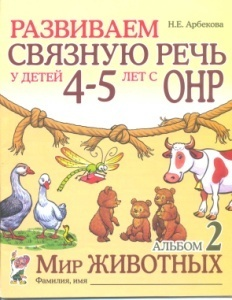 Н.Е. Арбекова
РАЗВИВАЕМ
СВЯЗНУЮ РЕЧЬ
У ДЕТЕЙ 4-5 ЛЕТ С ОНР
АЛЬБОМ 2
МИР ЖИВОТНЫХ
Фамилия, имя